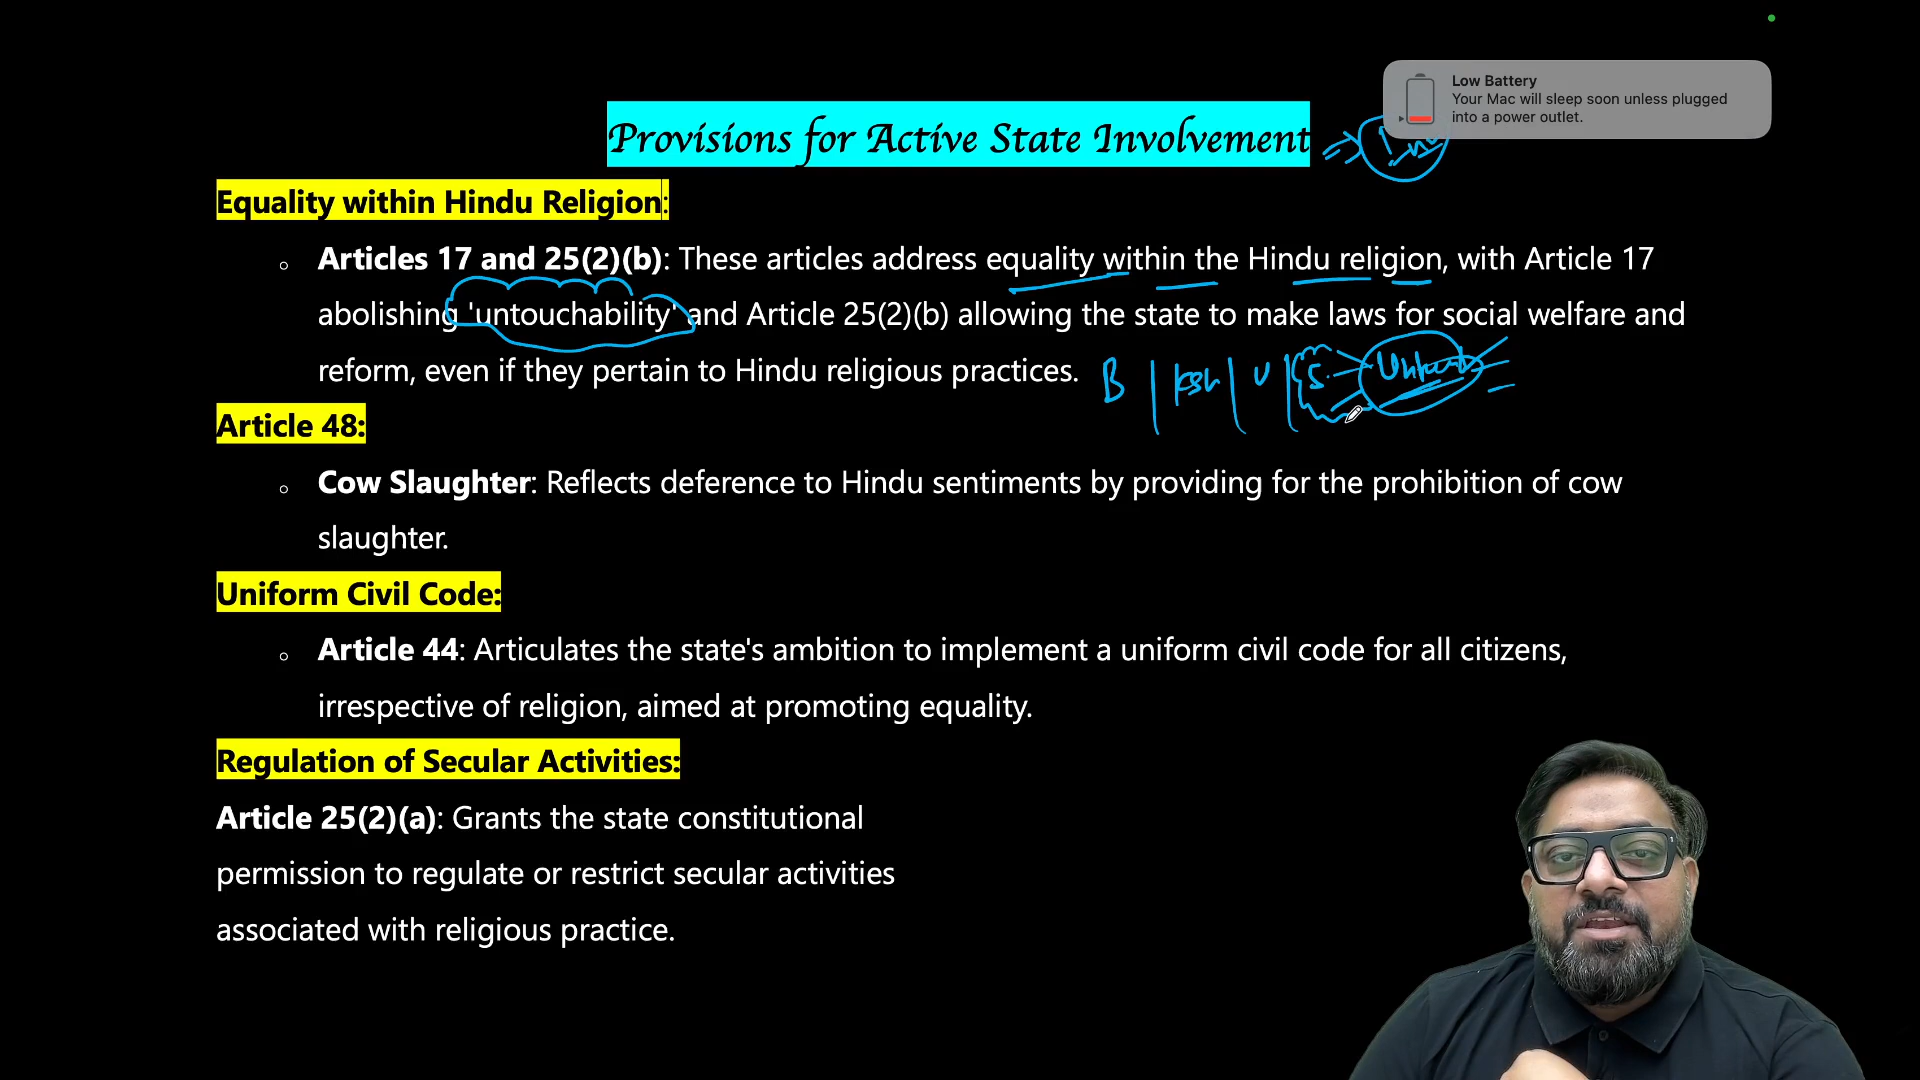 Low Battery
Your Mac will sleep soon unless plugged
into a power outlet.
Provisions for Active State Involvement
Equality within Hindu Religion:
Articles 17 and 25(2)(b): These articles address equality within the Hindu religion, with Article 17
abolishing 'untouchability' and Article 25(2)(b) allowing the state to make laws for social welfare and
reform, even if they pertain to Hindu religious practices.
B | Ksh | V | S
Article 48:
Cow Slaughter: Reflects deference to Hindu sentiments by providing for the prohibition of cow
slaughter.
Uniform Civil Code:
Article 44: Articulates the state's ambition to implement a uniform civil code for all citizens,
irrespective of religion, aimed at promoting equality.
Regulation of Secular Activities:
Article 25(2)(a): Grants the state constitutional
permission to regulate or restrict secular activities
associated with religious practice.